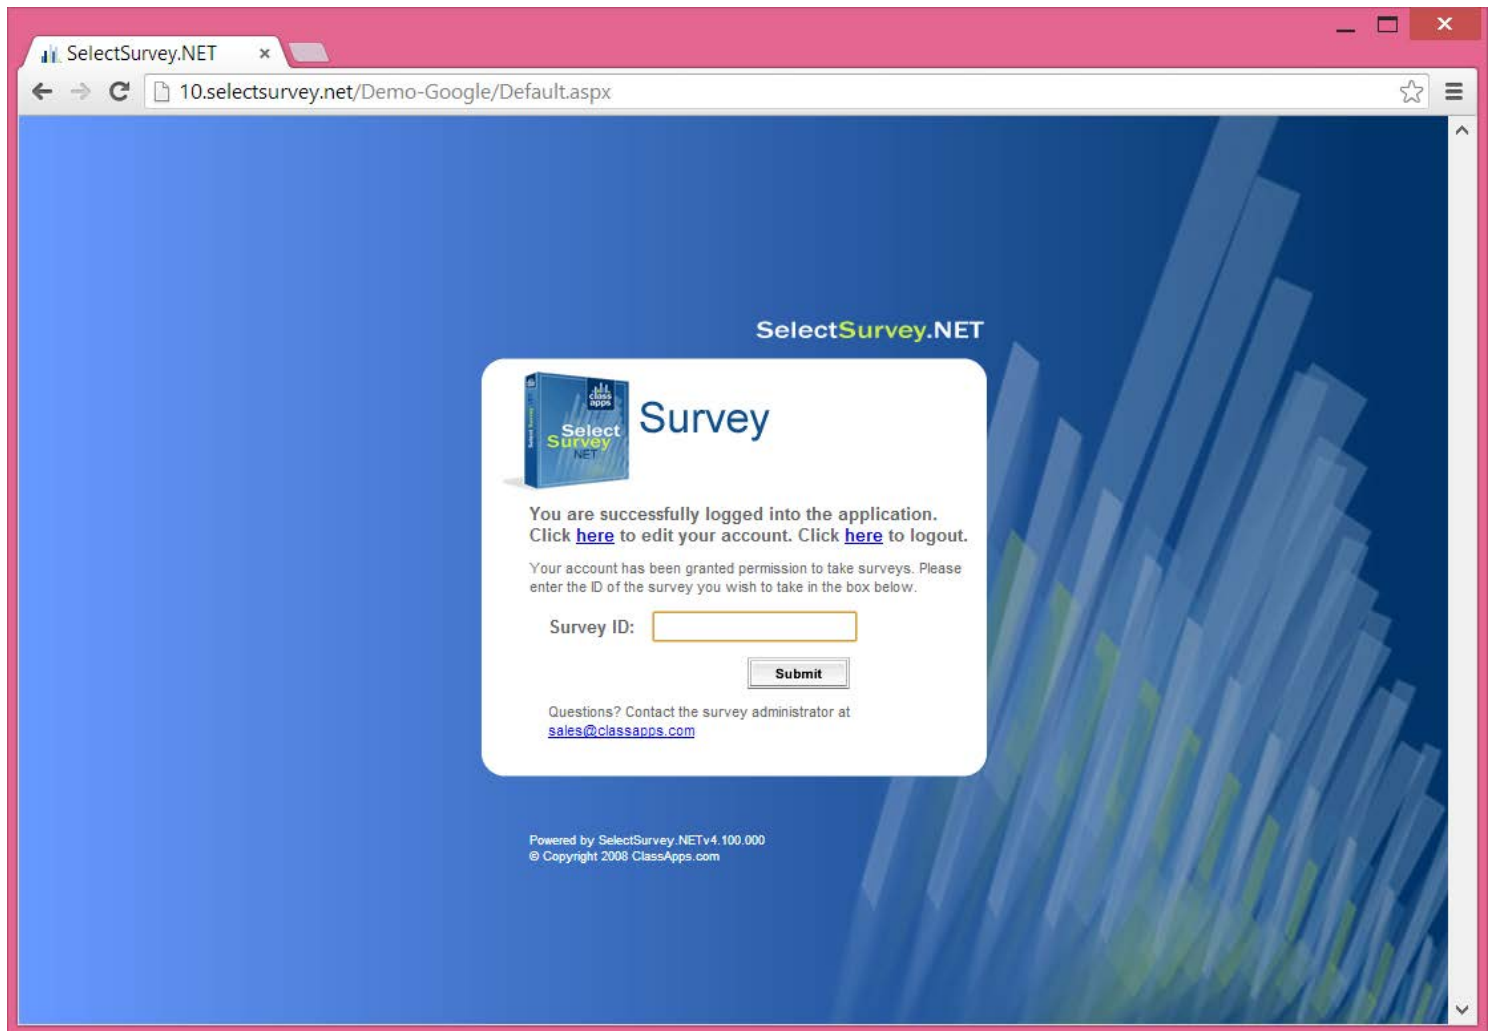 SelectSurvey.NET
10.selectsurvey.net/Demo-Google/Default.aspx
SelectSurvey.NET
class
apps
Select
Survey
NET
Survey
You are successfully logged into the application.
Click here to edit your account. Click here to logout.
Your account has been granted permission to take surveys. Please
enter the ID of the survey you wish to take in the box below.
Survey ID:
Submit
Questions? Contact the survey administrator at
sales@classapps.com
Powered by SelectSurvey.NETv4.100.000
© Copyright 2008 ClassApps.com